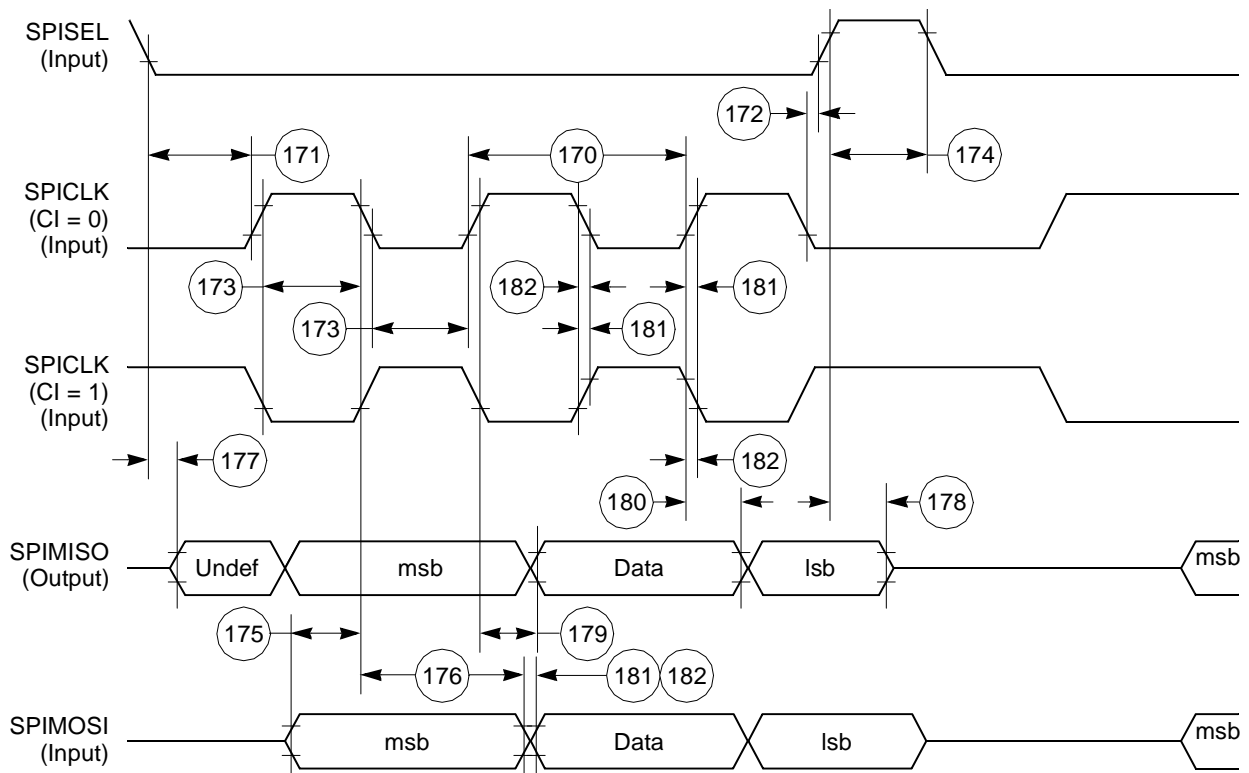 SPISEL
(Input)
172
171
170
174
SPICLK
(CI = 0)
(Input)
173
182
181
173
181
SPICLK
(CI = 1)
(Input)
177
182
180
178
SPIMISO
(Output)
Undef
msb
Data
lsb
msb
175
179
176
181
182
SPIMOSI
(Input)
msb
Data
lsb
msb